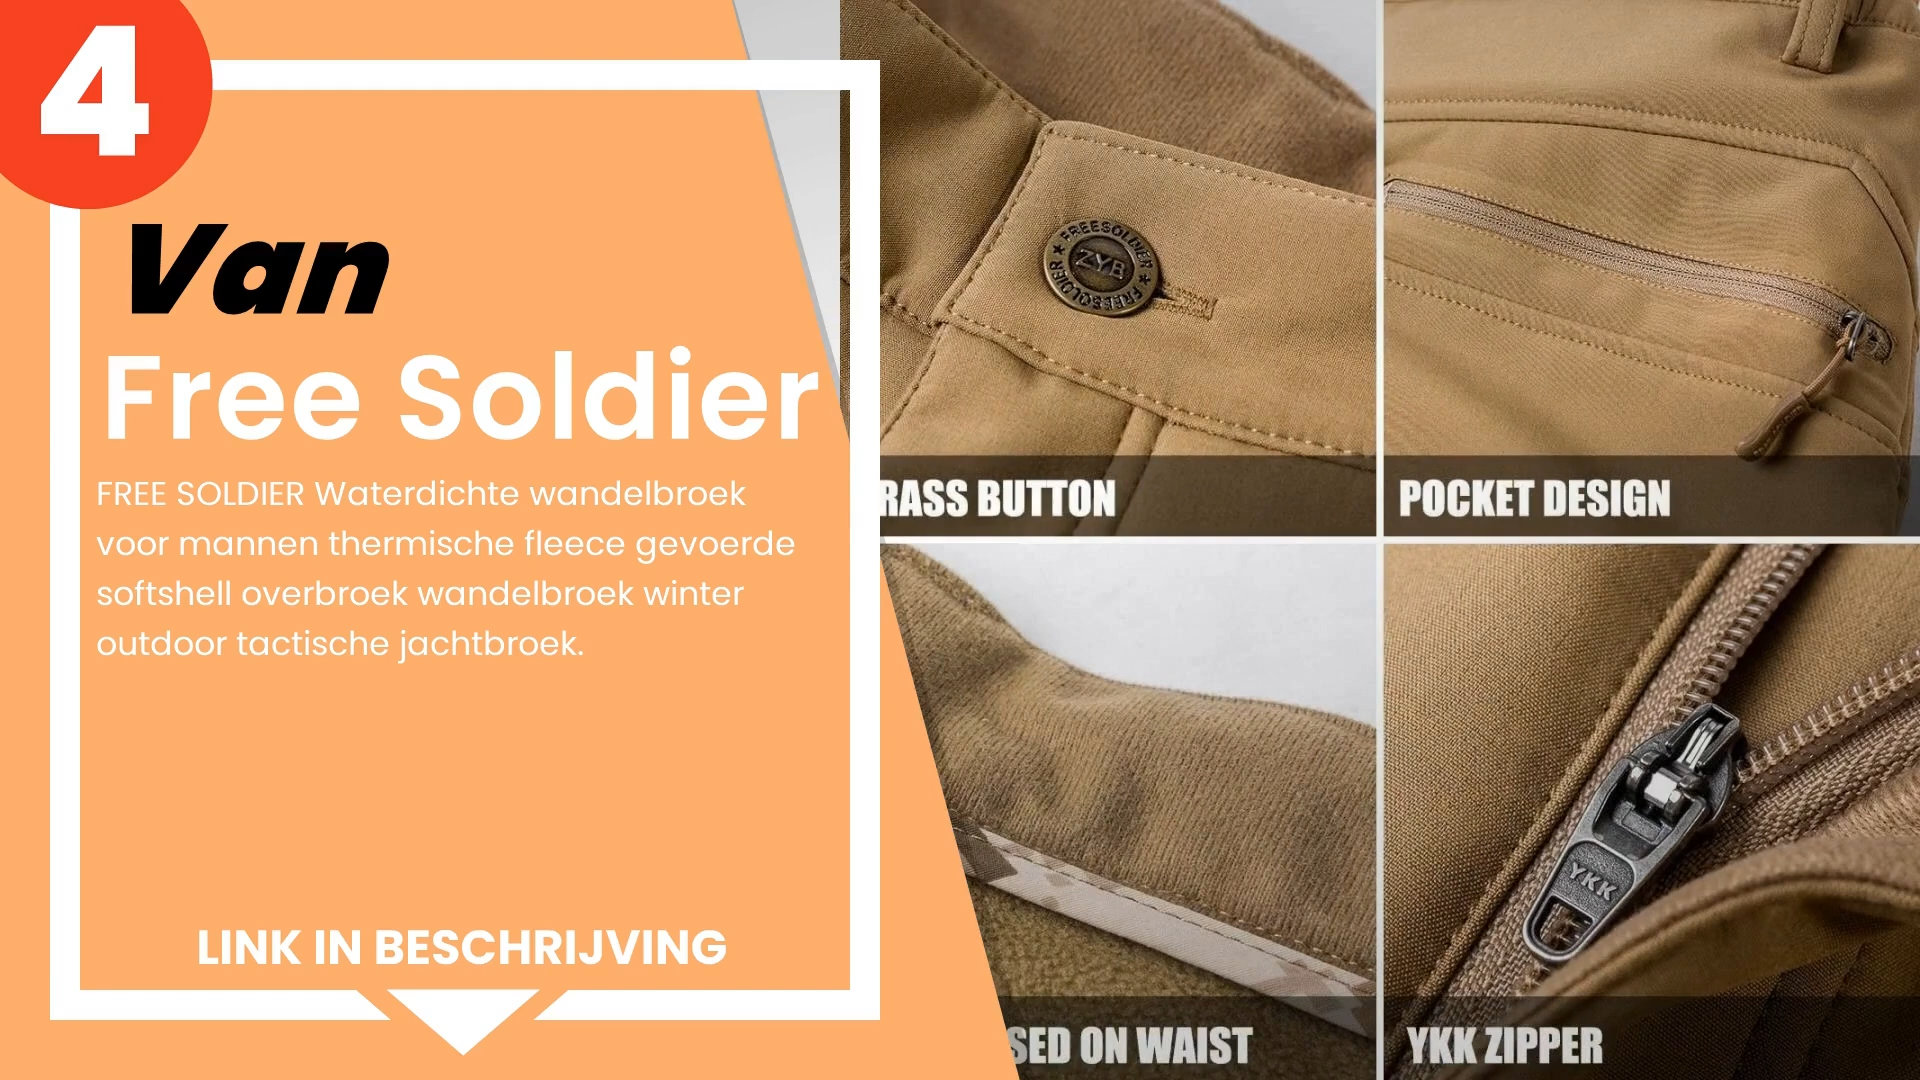 4
Van
Free Soldier
FREE SOLDIER Waterdichte wandelbroek
voor mannen thermische fleece gevoerde
softshell overbroek wandelbroek winter
outdoor tactische jachtbroek.
LINK IN BESCHRIJVING
FREESOLDIER ★ FREESOLDIER ★
ZYB
RASS BUTTON
POCKET DESIGN
SED ON WAIST
YKK
YKK ZIPPER